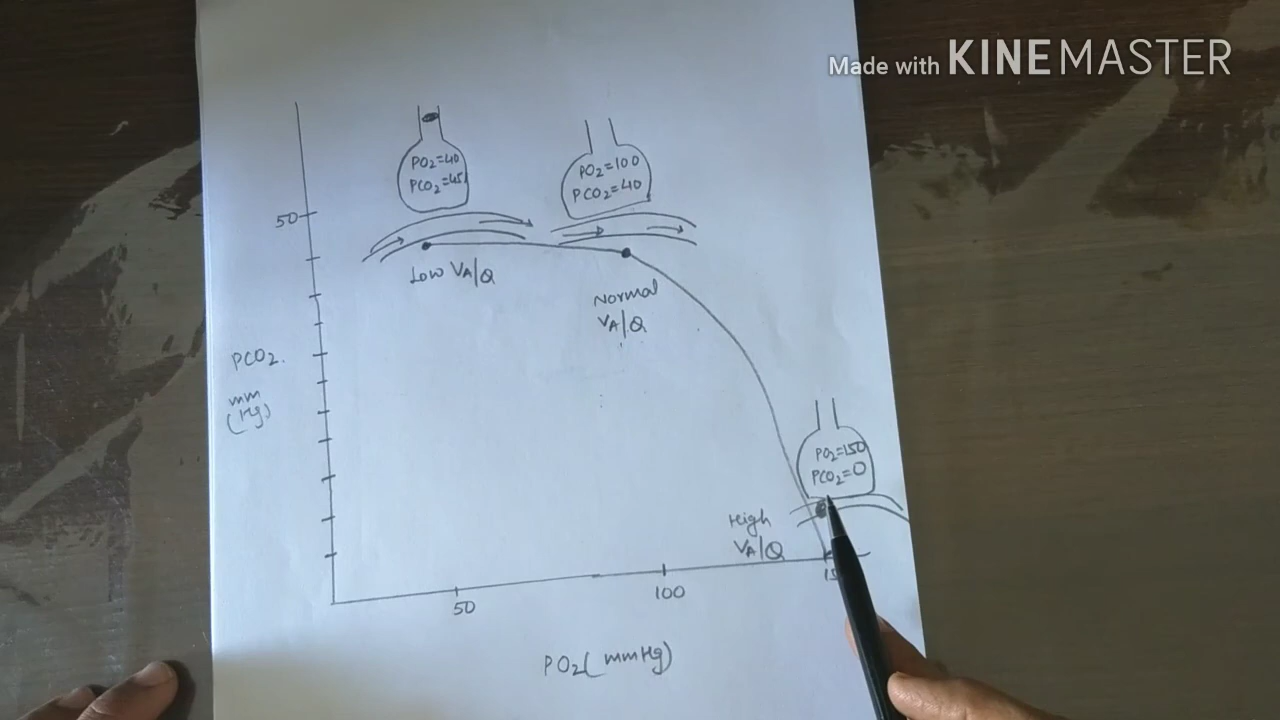 Made with KINEMASTER
PO2=40
PCO2=45
PO2=100
PCO2=40
50
Low VA/Q
Normal
VA/Q
PCO2.
mm
(Hg)
PO2=150
PCO2=0
High
VA/Q
50
100
PO2(mmHg)